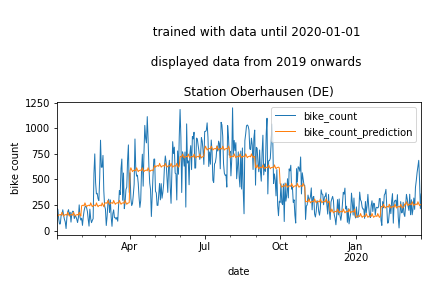 trained with data until 2020-01-01
displayed data from 2019 onwards
Station Oberhausen (DE)
bike_count
bike_count_prediction
1250
1000
750
500
250
0
bike count
Apr
Jul
Oct
Jan
2020
date